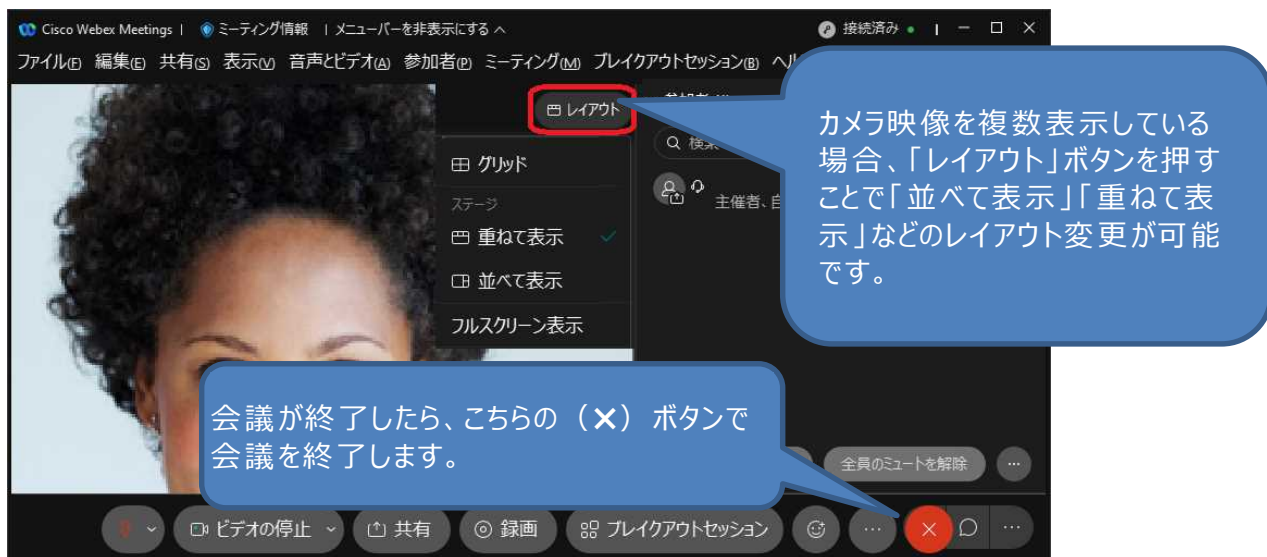 Cisco Webex Meetings | ミーティング情報 | メニューバーを非表示にする 接続済み
ファイル(F) 編集(E) 共有(S) 表示(V) 音声とビデオ(A) 参加者(P) ミーティング(M) ブレイクアウトセッション(B)
レイアウト
グリッド
ステージ
重ねて表示
並べて表示
フルスクリーン表示
主催者、自
カメラ映像を複数表示している
場合、「レイアウト」ボタンを押す
ことで「並べて表示」「重ねて表
示」などのレイアウト変更が可能
です。
会議が終了したら、こちらの（×）ボタンで
会議を終了します。
全員のミュートを解除
ビデオの停止 共有 録画 ブレイクアウトセッション